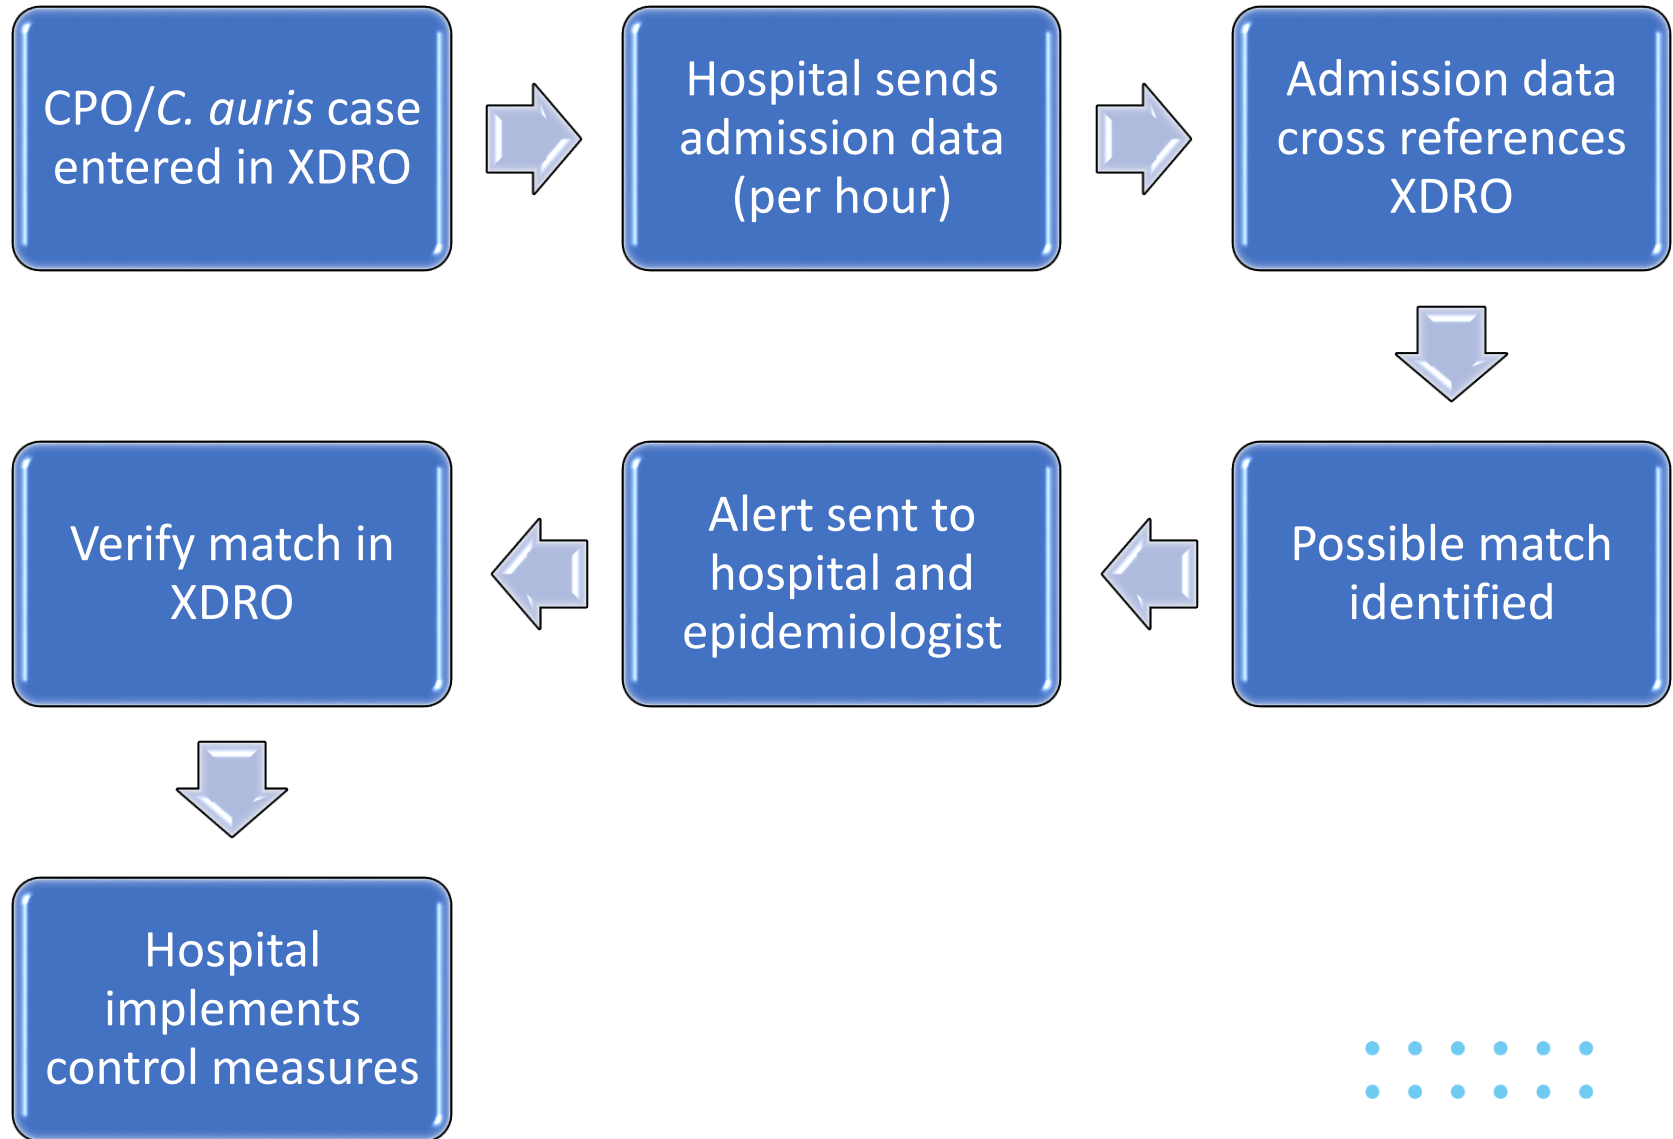 CPO/C. auris case
entered in XDRO
Hospital sends
admission data
(per hour)
Admission data
cross references
XDRO
Possible match
identified
Alert sent to
hospital and
epidemiologist
Verify match in
XDRO
Hospital
implements
control measures